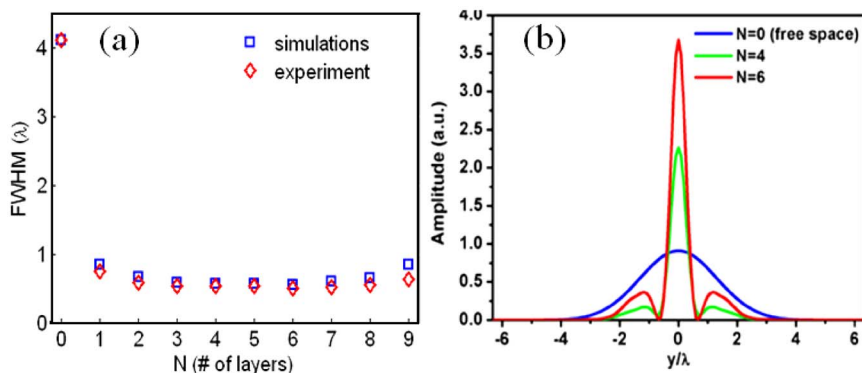 (a)
simulations
experiment
FWHM (λ)
4
3
2
1
0
0 1 2 3 4 5 6 7 8 9
N (# of layers)
(b)
N=0 (free space)
N=4
N=6
Amplitude (a.u.)
4.0
3.5
3.0
2.5
2.0
1.5
1.0
0.5
0.0
-6 -4 -2 0 2 4 6
y/λ